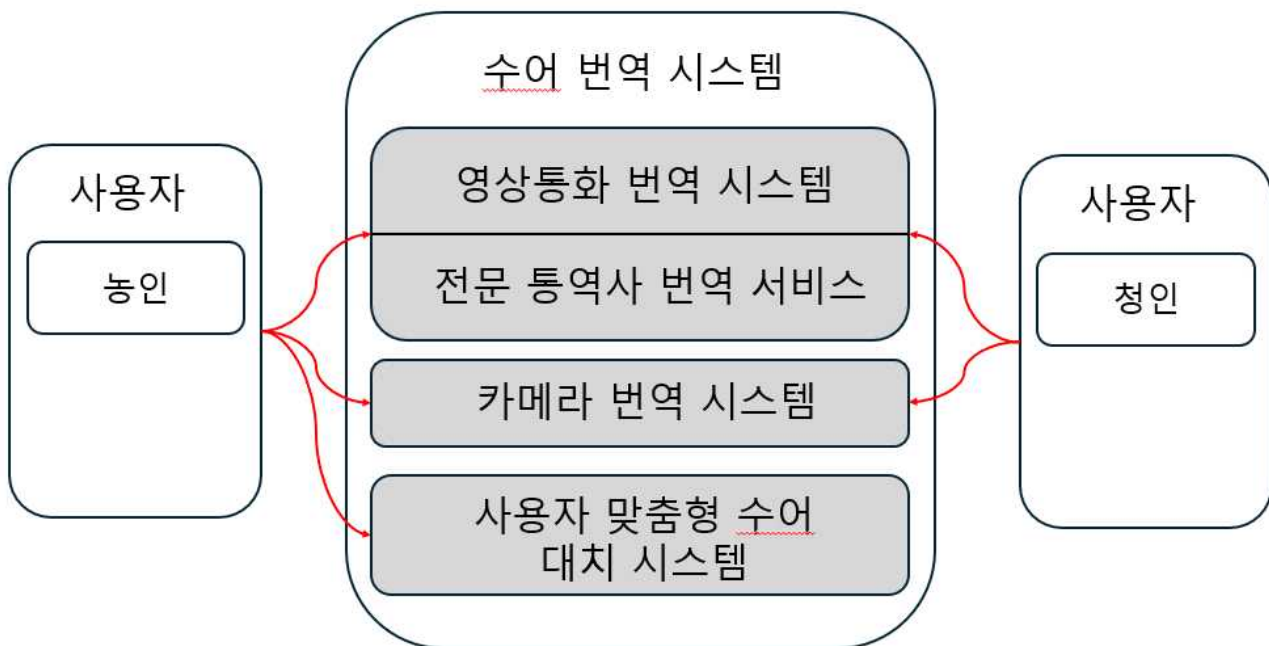 수어 번역 시스템
사용자
농인
영상통화 번역 시스템
전문 통역사 번역 서비스
카메라 번역 시스템
사용자 맞춤형 수어
대치 시스템
사용자
청인